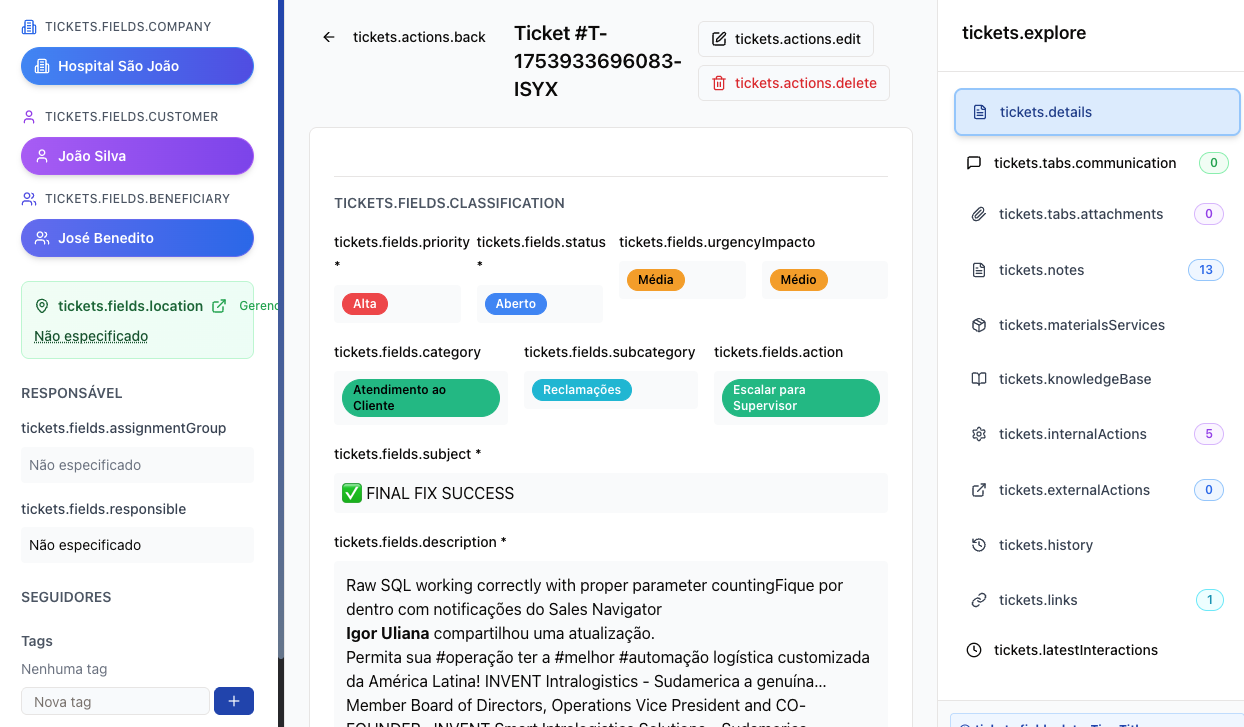 TICKETS.FIELDS.COMPANY
Hospital São João
TICKETS.FIELDS.CUSTOMER
João Silva
TICKETS.FIELDS.BENEFICIARY
José Benedito
tickets.fields.location
Gerenc
Não especificado
RESPONSÁVEL
tickets.fields.assignmentGroup
Não especificado
tickets.fields.responsible
Não especificado
SEGUIDORES
Tags
Nenhuma tag
Nova tag
tickets.actions.back
Ticket #T-
1753933696083-
ISYX
tickets.actions.edit
tickets.actions.delete
TICKETS.FIELDS.CLASSIFICATION
tickets.fields.priority *
Alta
tickets.fields.status *
Aberto
tickets.fields.urgency
Média
Impacto
Médio
tickets.fields.category
Atendimento ao
Cliente
tickets.fields.subcategory
Reclamações
tickets.fields.action
Escalar para
Supervisor
tickets.fields.subject *
✅ FINAL FIX SUCCESS
tickets.fields.description *
Raw SQL working correctly with proper parameter countingFique por
dentro com notificações do Sales Navigator
Igor Uliana compartilhou uma atualização.
Permita sua #operação ter a #melhor #automação logística customizada
da América Latina! INVENT Intralogistics - Sudamerica a genuína...
Member Board of Directors, Operations Vice President and CO-
FOUNDER - INVENT Smart Intralogistics Solutions - Sudamerica
tickets.explore
tickets.details
tickets.tabs.communication 0
tickets.tabs.attachments 0
tickets.notes 13
tickets.materialsServices
tickets.knowledgeBase
tickets.internalActions 5
tickets.externalActions 0
tickets.history
tickets.links 1
tickets.latestInteractions